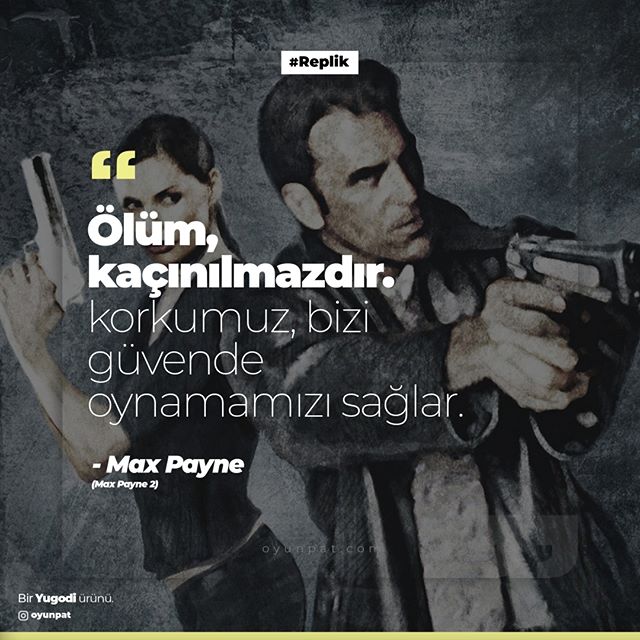 #Replik
“
Ölüm,
kaçınılmazdır.
korkumuz, bizi
güvende
oynamamızı sağlar.
- Max Payne
(Max Payne 2)
oyunpat.com
Bir Yugodi ürünü.
oyunpat